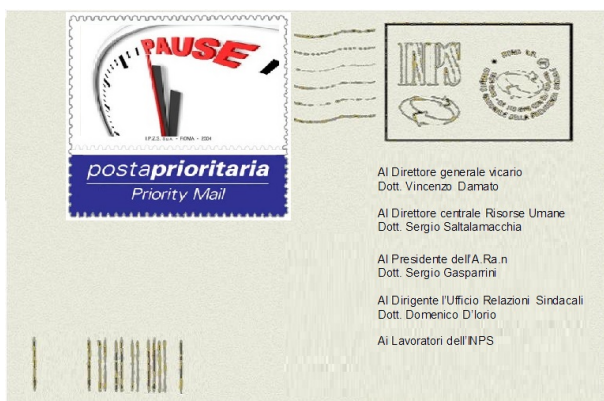 PAUSE
I.P.Z.S. S.p.A. - ROMA - 2004
postaprioritaria
Priority Mail
INPS
Al Direttore generale vicario
Dott. Vincenzo Damato
Al Direttore centrale Risorse Umane
Dott. Sergio Saltalamacchia
Al Presidente dell'A.Ra.n
Dott. Sergio Gasparrini
Al Dirigente l'Ufficio Relazioni Sindacali
Dott. Domenico D'Iorio
Ai Lavoratori dell'INPS